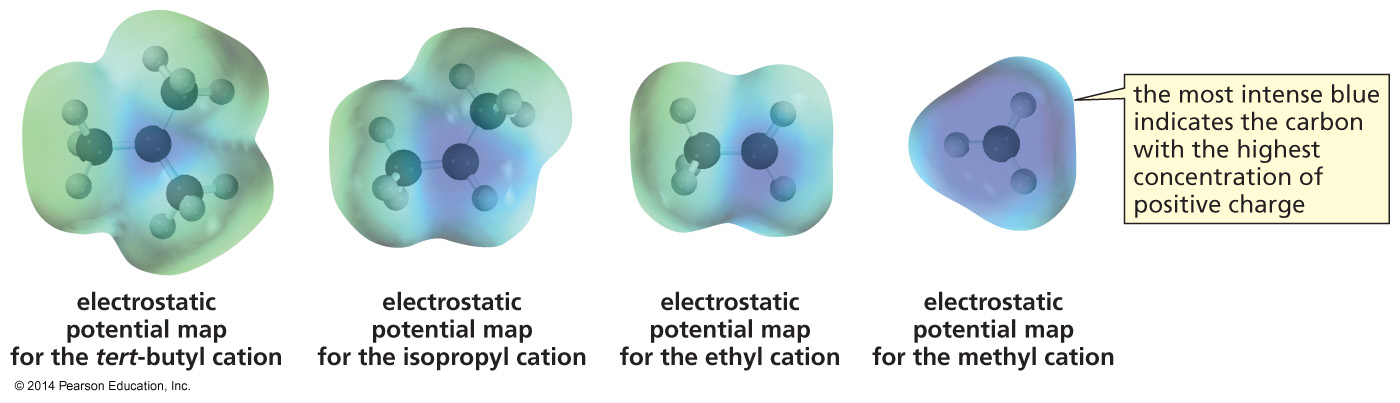 the most intense blue
indicates the carbon
with the highest
concentration of
positive charge
electrostatic
potential map
for the tert-butyl cation
electrostatic
potential map
for the isopropyl cation
electrostatic
potential map
for the ethyl cation
electrostatic
potential map
for the methyl cation
© 2014 Pearson Education, Inc.